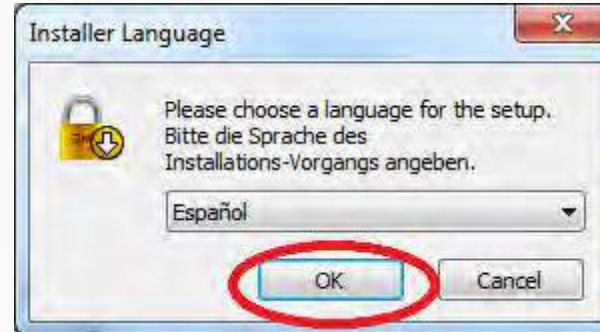 Installer Language
Please choose a language for the setup.
Bitte die Sprache des
Installations-Vorgangs angeben.
Español
OK
Cancel